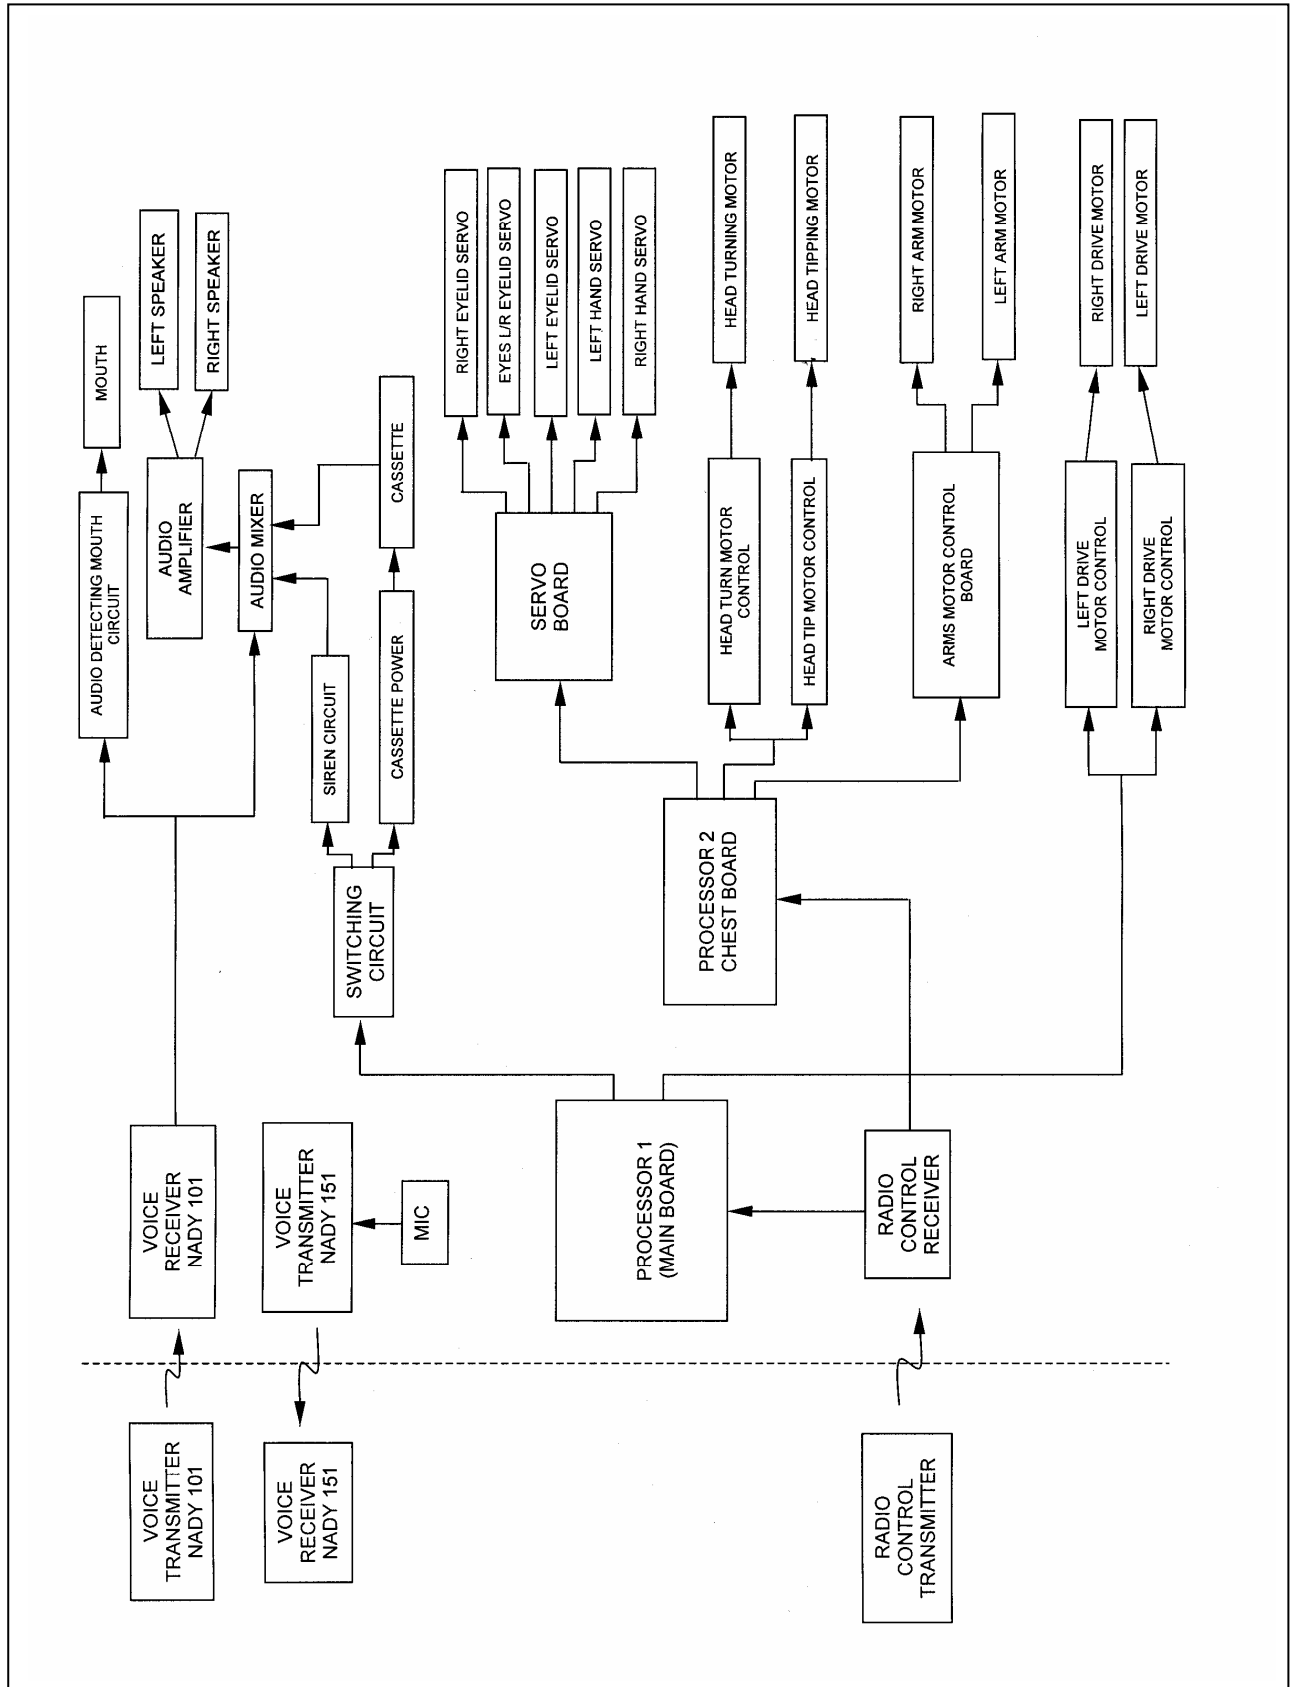 VOICE
TRANSMITTER
NADY 101
VOICE
RECEIVER
NADY 151
RADIO
CONTROL
TRANSMITTER
VOICE
RECEIVER
NADY 101
VOICE
TRANSMITTER
NADY 151
MIC
PROCESSOR 1
(MAIN BOARD)
RADIO
CONTROL
RECEIVER
SWITCHING
CIRCUIT
PROCESSOR 2
CHEST BOARD
AUDIO DETECTING MOUTH
CIRCUIT
AUDIO
AMPLIFIER
AUDIO MIXER
SIREN CIRCUIT
CASSETTE POWER
CASSETTE
SERVO
BOARD
HEAD TURN MOTOR
CONTROL
HEAD TIP MOTOR CONTROL
ARMS MOTOR CONTROL
BOARD
LEFT DRIVE
MOTOR CONTROL
RIGHT DRIVE
MOTOR CONTROL
MOUTH
LEFT SPEAKER
RIGHT SPEAKER
RIGHT EYELID SERVO
EYES L/R EYELID SERVO
LEFT EYELID SERVO
LEFT HAND SERVO
RIGHT HAND SERVO
HEAD TURNING MOTOR
HEAD TIPPING MOTOR
RIGHT ARM MOTOR
LEFT ARM MOTOR
RIGHT DRIVE MOTOR
LEFT DRIVE MOTOR